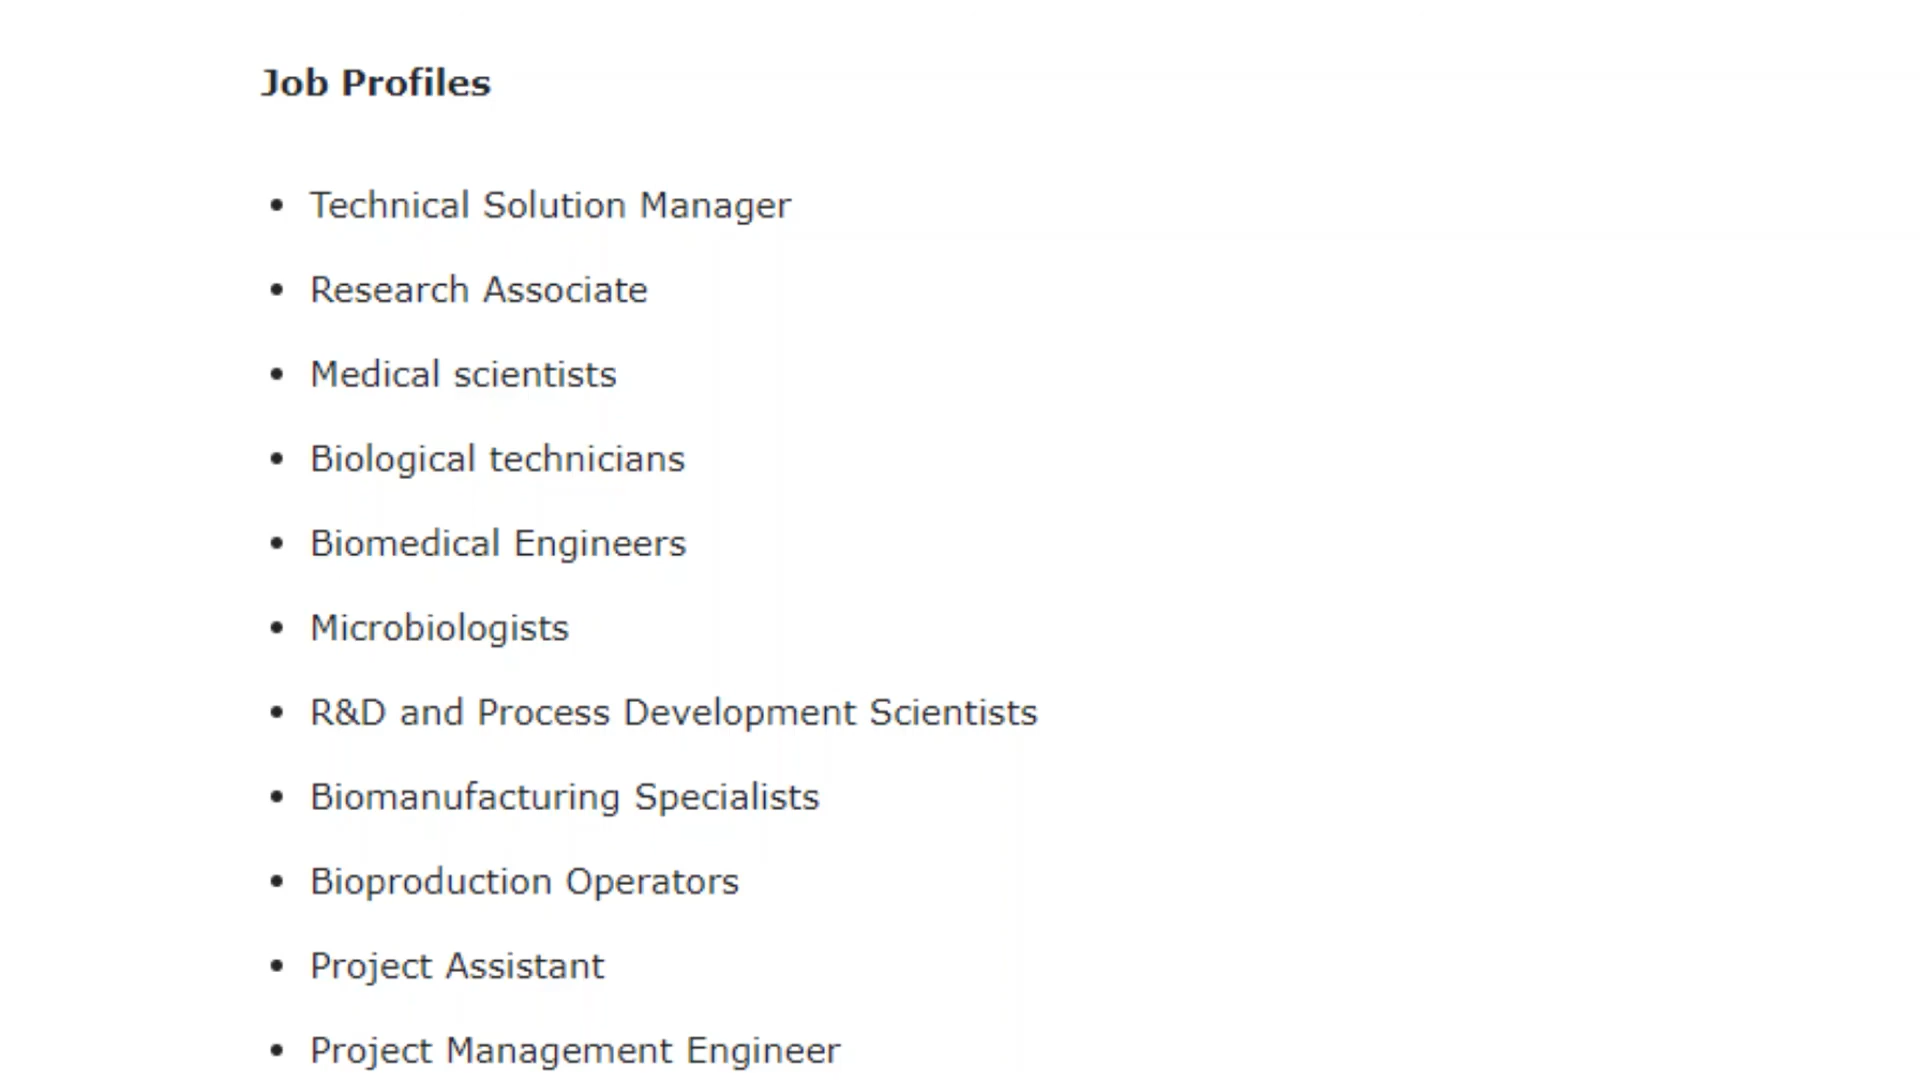 Job Profiles
• Technical Solution Manager
• Research Associate
• Medical scientists
• Biological technicians
• Biomedical Engineers
• Microbiologists
• R&D and Process Development Scientists
• Biomanufacturing Specialists
• Bioproduction Operators
• Project Assistant
• Project Management Engineer